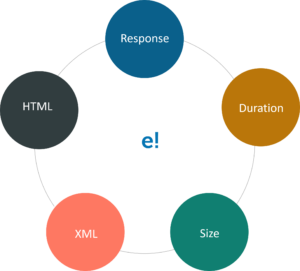 Response
HTML
Duration
e!
XML
Size